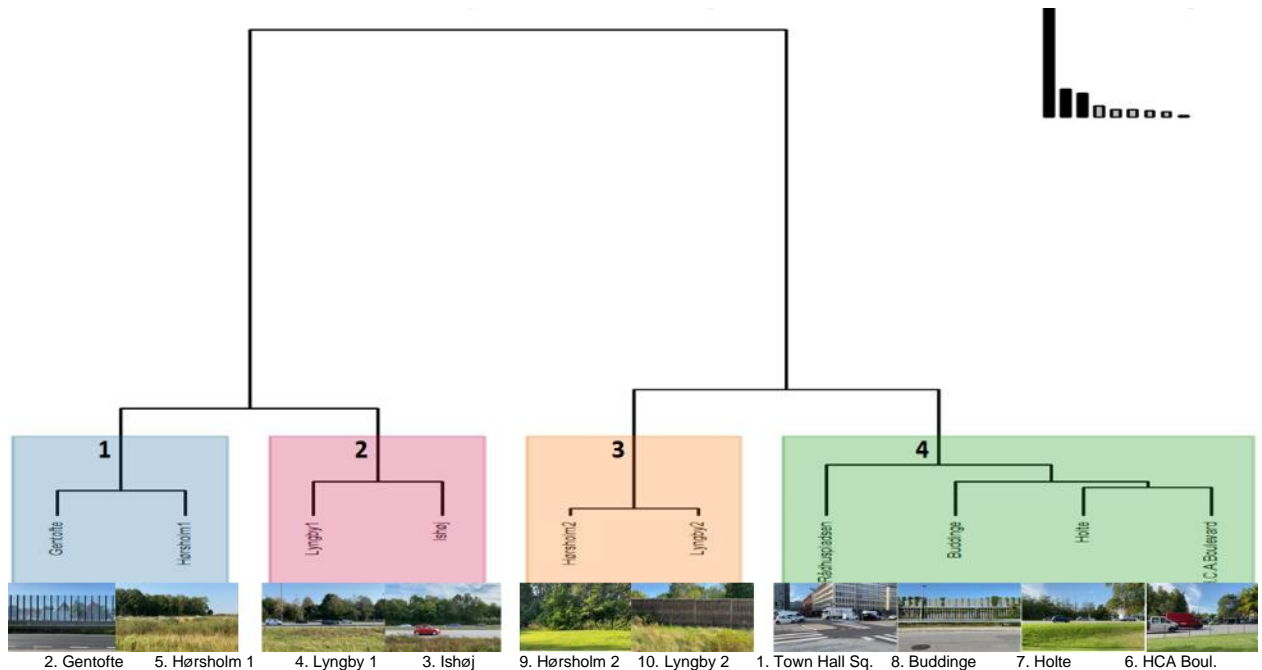 1
2
3
4
Gentofte
Hørsholm1
Lyngby1
Ishøj
Hørsholm2
Lyngby2
Rådhuspladsen
Buddinge
Holte
.C.A Boulevard
2. Gentofte 5. Hørsholm 1 4. Lyngby 1 3. Ishøj 9. Hørsholm 2 10. Lyngby 2 1. Town Hall Sq. 8. Buddinge 7. Holte 6. HCA Boul.